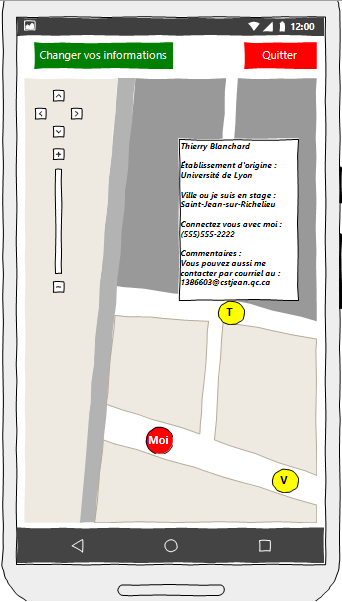 12:00
Changer vos informations
Quitter
Thierry Blanchard
Établissement d'origine :
Université de Lyon
Ville ou je suis en stage :
Saint-Jean-sur-Richelieu
Connectez vous avec moi :
(555)555-2222
Commentaires :
Vous pouvez aussi me
contacter par courriel au :
1386603@cstjean.qc.ca
T
Moi
V